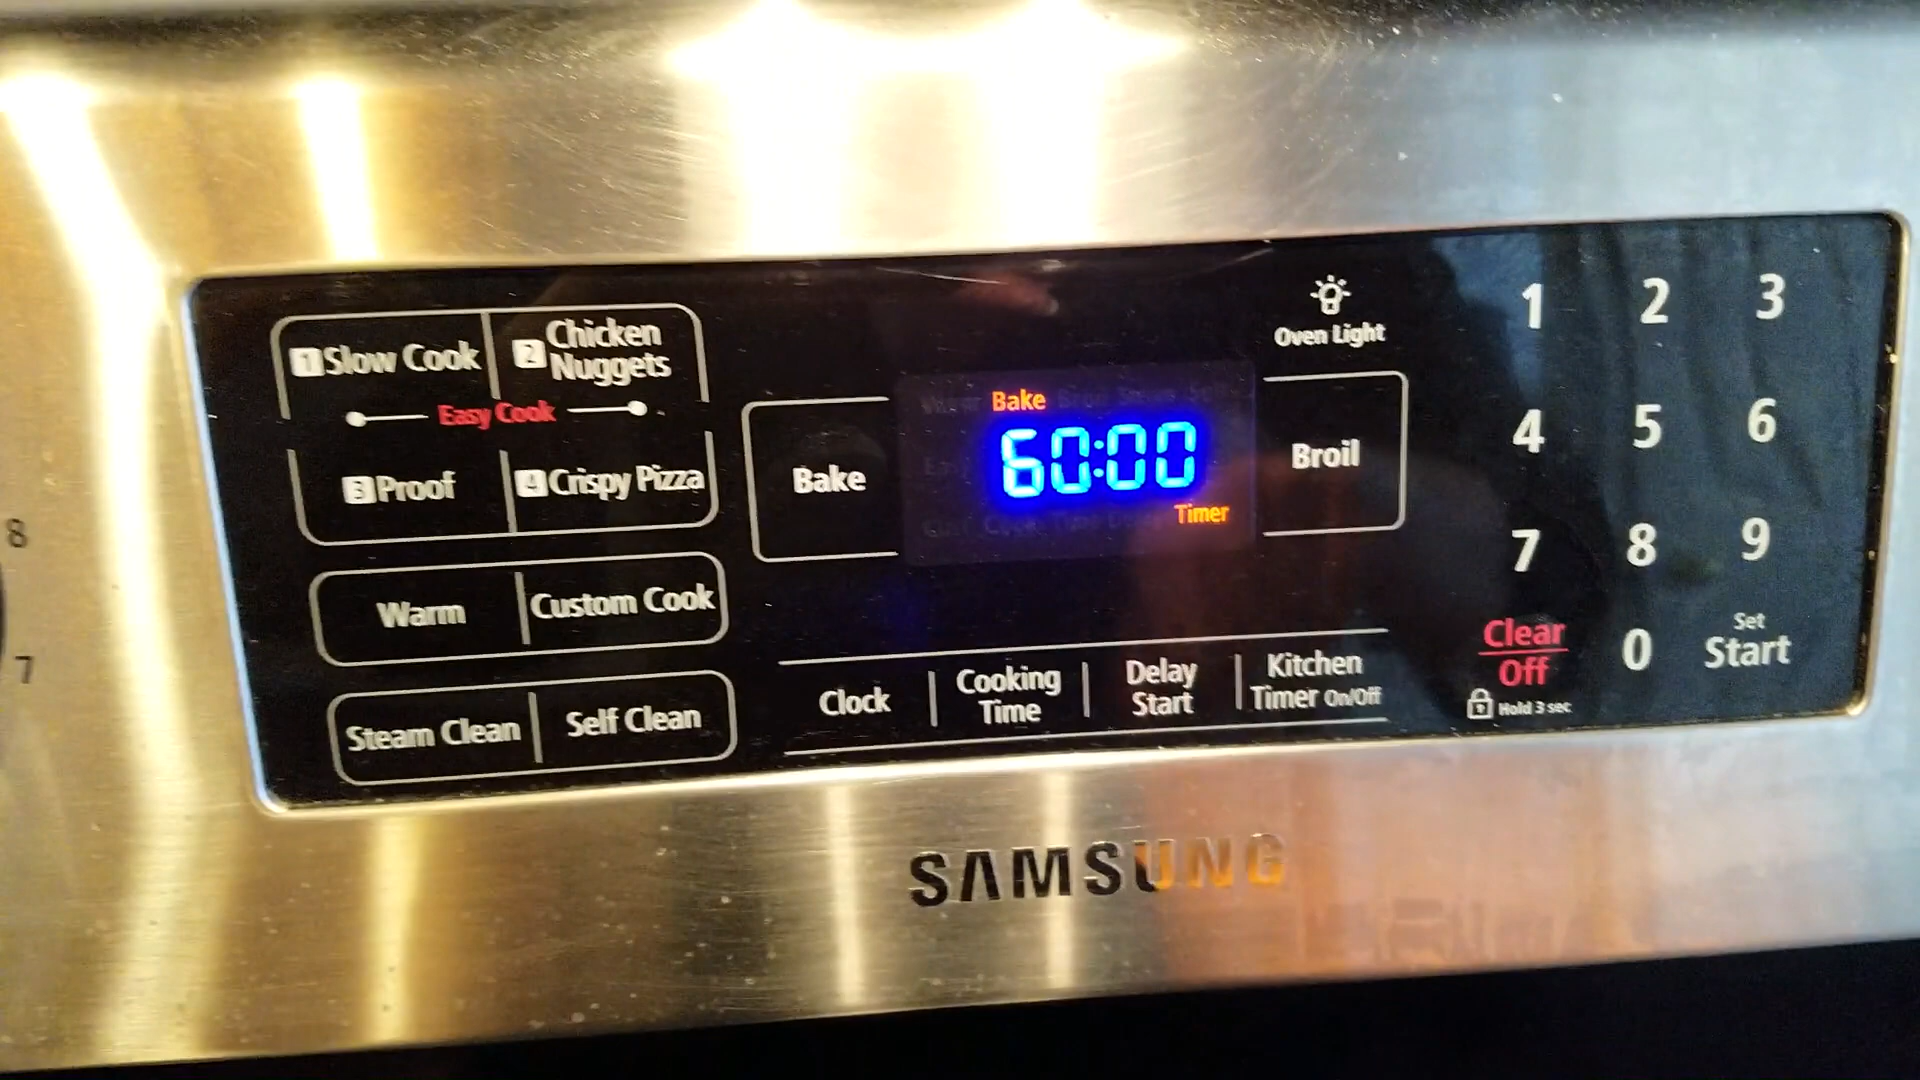 1 Slow Cook
2 Chicken
Nuggets
Easy Cook
3 Proof
4 Crispy Pizza
Warm
Custom Cook
Steam Clean
Self Clean
Bake
Bake
60:00
Timer
Broil
Oven Light
Clock
Cooking
Time
Delay
Start
Kitchen
Timer On/Off
1 2 3
4 5 6
7 8 9
Clear
Off
Hold 3 sec
0
Set
Start
8
7
SAMSUNG